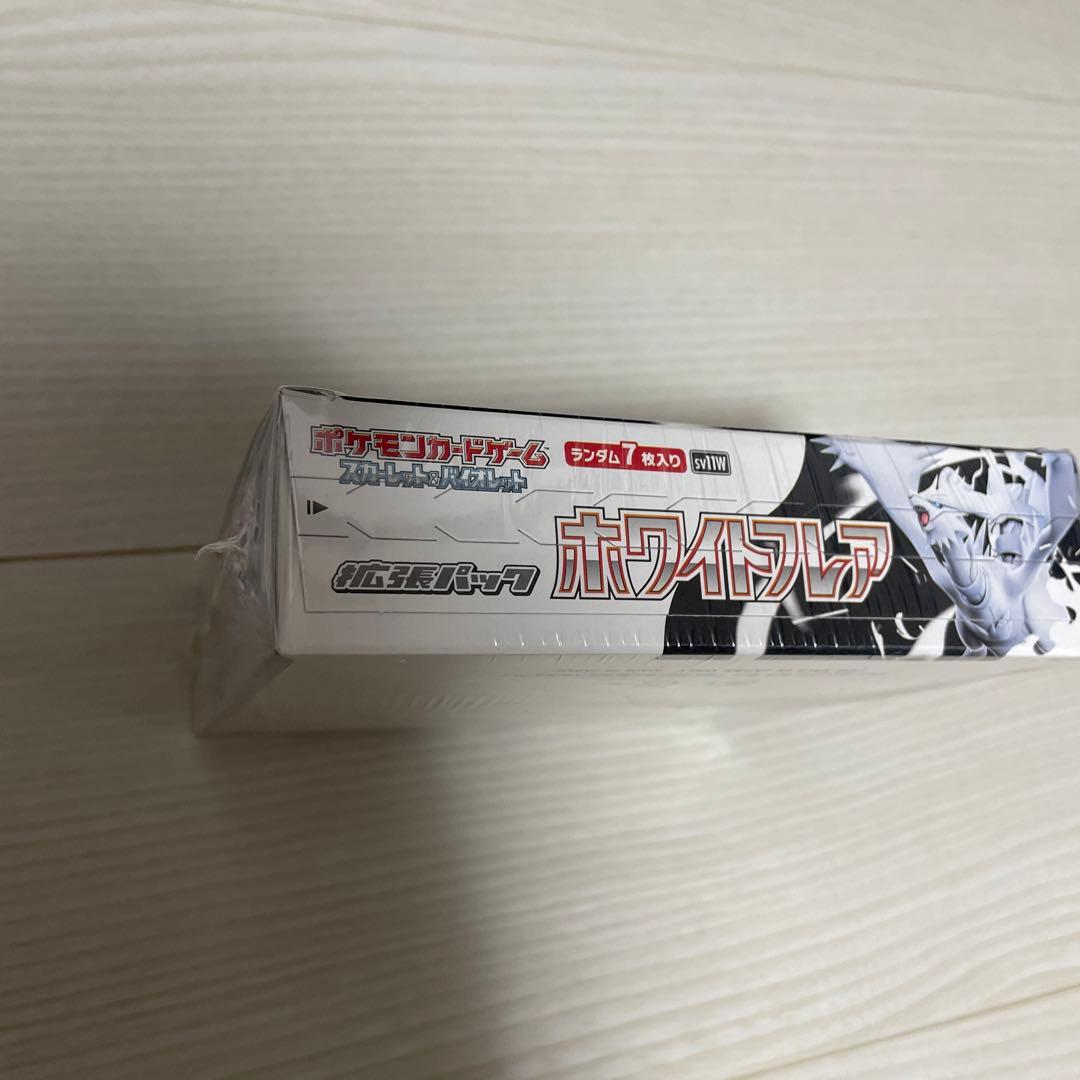 ポケモンカードゲーム
スカーレット&バイオレット
ランダム7枚入り
sv11W
拡張パック
ホワイトフレア